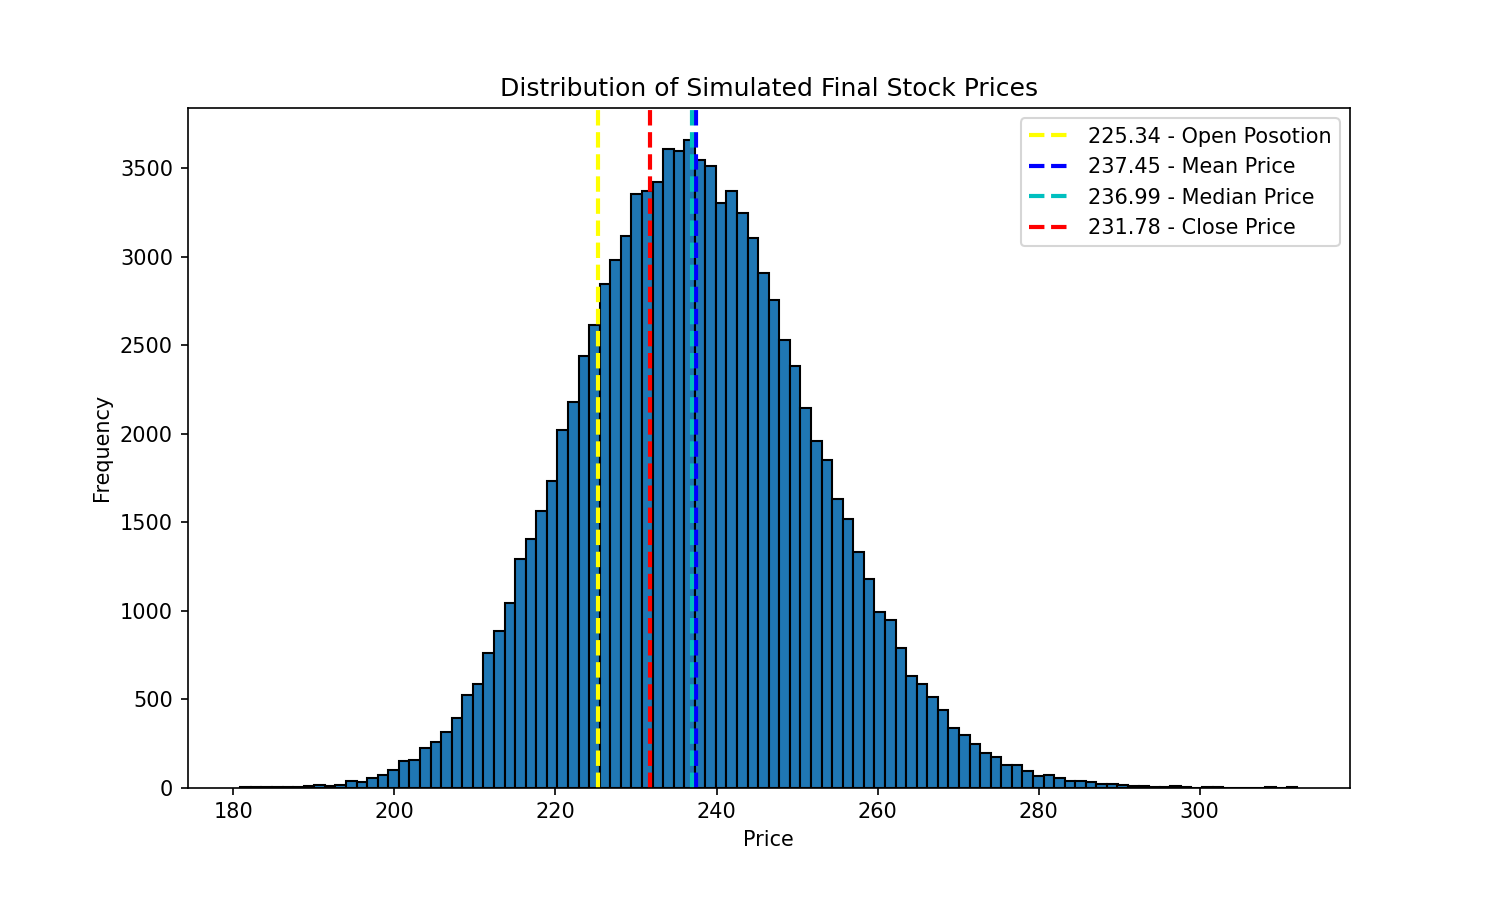 Distribution of Simulated Final Stock Prices
225.34 - Open Posotion
237.45 - Mean Price
236.99 - Median Price
231.78 - Close Price
3500
3000
2500
2000
1500
1000
500
0
Frequency
180 200 220 240 260 280 300
Price